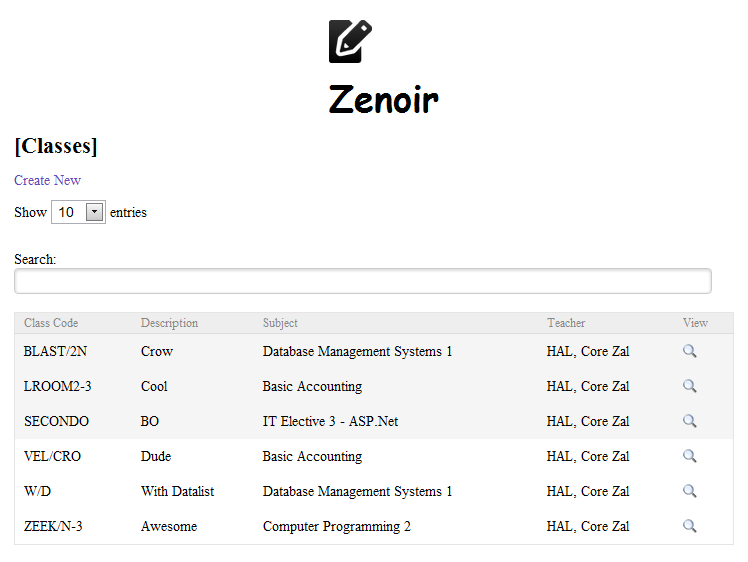 Zenoir
[Classes]
Create New
Show 10 entries
Search:
Class Code Description Subject Teacher View
BLAST/2N Crow Database Management Systems 1 HAL, Core Zal
LROOM2-3 Cool Basic Accounting HAL, Core Zal
SECONDO BO IT Elective 3 - ASP.Net HAL, Core Zal
VEL/CRO Dude Basic Accounting HAL, Core Zal
W/D With Datalist Database Management Systems 1 HAL, Core Zal
ZEEK/N-3 Awesome Computer Programming 2 HAL, Core Zal